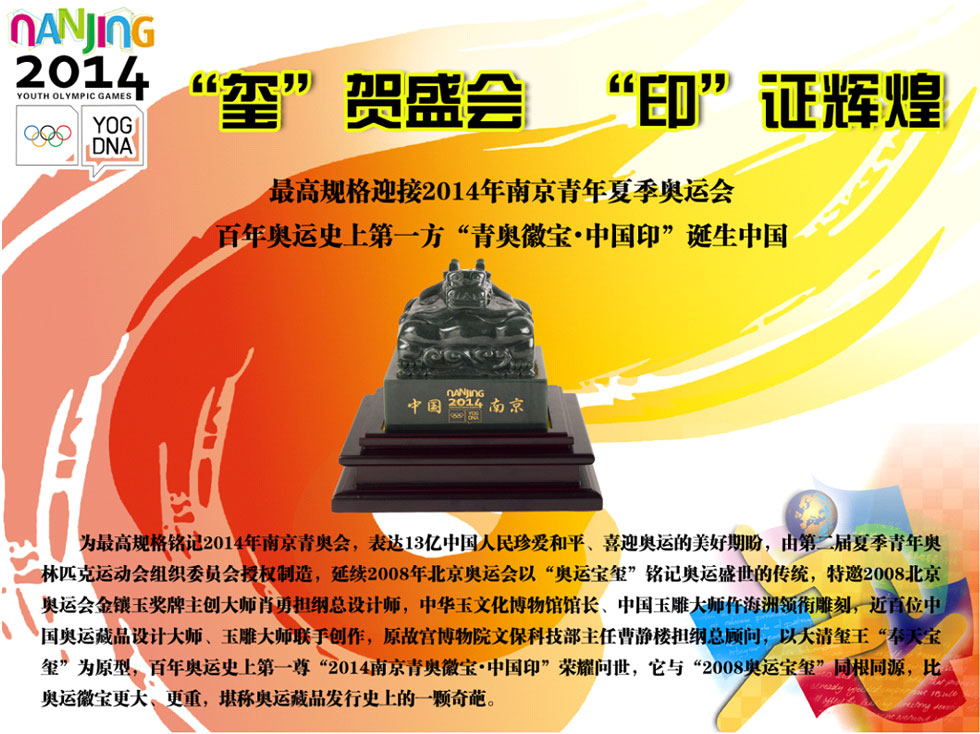 NANJING
2014
YOUTH OLYMPIC GAMES
YOG
DNA
“玺”贺盛会 “印”证辉煌
最高规格迎接2014年南京青年夏季奥运会
百年奥运史上第一方“青奥徽宝·中国印”诞生中国
NANJING
中国 2014 南京
YOG
DNA
为最高规格铭记2014年南京青奥会，表达13亿中国人民珍爱和平、喜迎奥运的美好期盼，由第二届夏季青年奥
林匹克运动会组织委员会授权制造，延续2008年北京奥运会以“奥运宝玺”铭记奥运盛世的传统，特邀2008北京
奥运会金镶玉奖牌主创大师肖勇担纲总设计师，中华玉文化博物馆馆长、中国玉雕大师仵海洲领衔雕刻，近百位中
国奥运藏品设计大师、玉雕大师联手创作，原故宫博物院文保科技部主任曹静楼担纲总顾问，以大清玺王“奉天宝
玺”为原型，百年奥运史上第一尊“2014南京青奥徽宝·中国印”荣耀问世，它与“2008奥运宝玺”同根同源，比
奥运徽宝更大、更重，堪称奥运藏品发行史上的一颗奇葩。